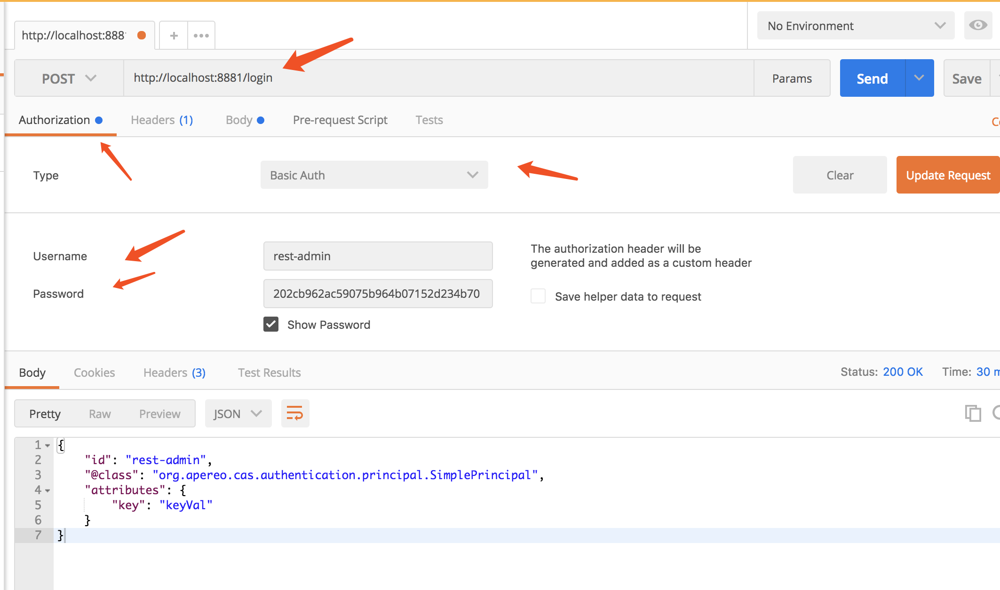 http://localhost:888
No Environment
POST
http://localhost:8881/login
Params
Send
Save
Authorization
Headers (1)
Body
Pre-request Script
Tests
Type
Basic Auth
Clear
Update Request
Username
rest-admin
The authorization header will be
generated and added as a custom header
Password
202cb962ac59075b964b07152d234b70
Save helper data to request
Show Password
Body
Cookies
Headers (3)
Test Results
Status: 200 OK
Time: 30 m
Pretty
Raw
Preview
JSON
1 {
2 "id": "rest-admin",
3 "@class": "org.apereo.cas.authentication.principal.SimplePrincipal",
4 "attributes": {
5 "key": "keyVal"
6 }
7 }